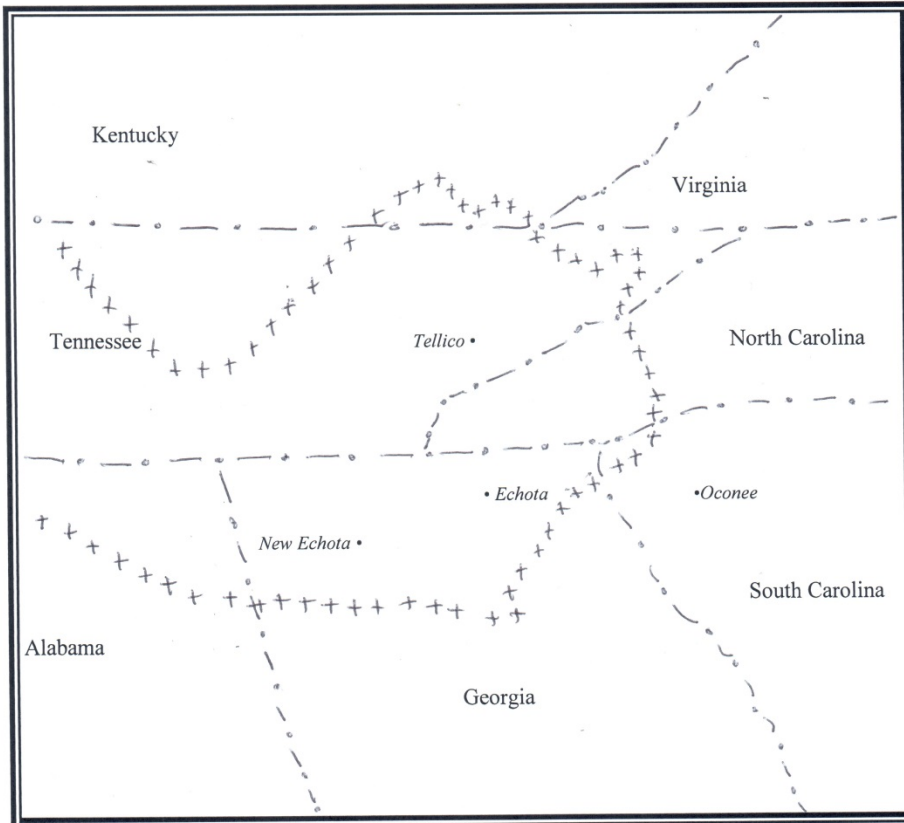 Kentucky
Virginia
Tennessee
Tellico •
North Carolina
• Echota
•Oconee
New Echota •
South Carolina
Alabama
Georgia